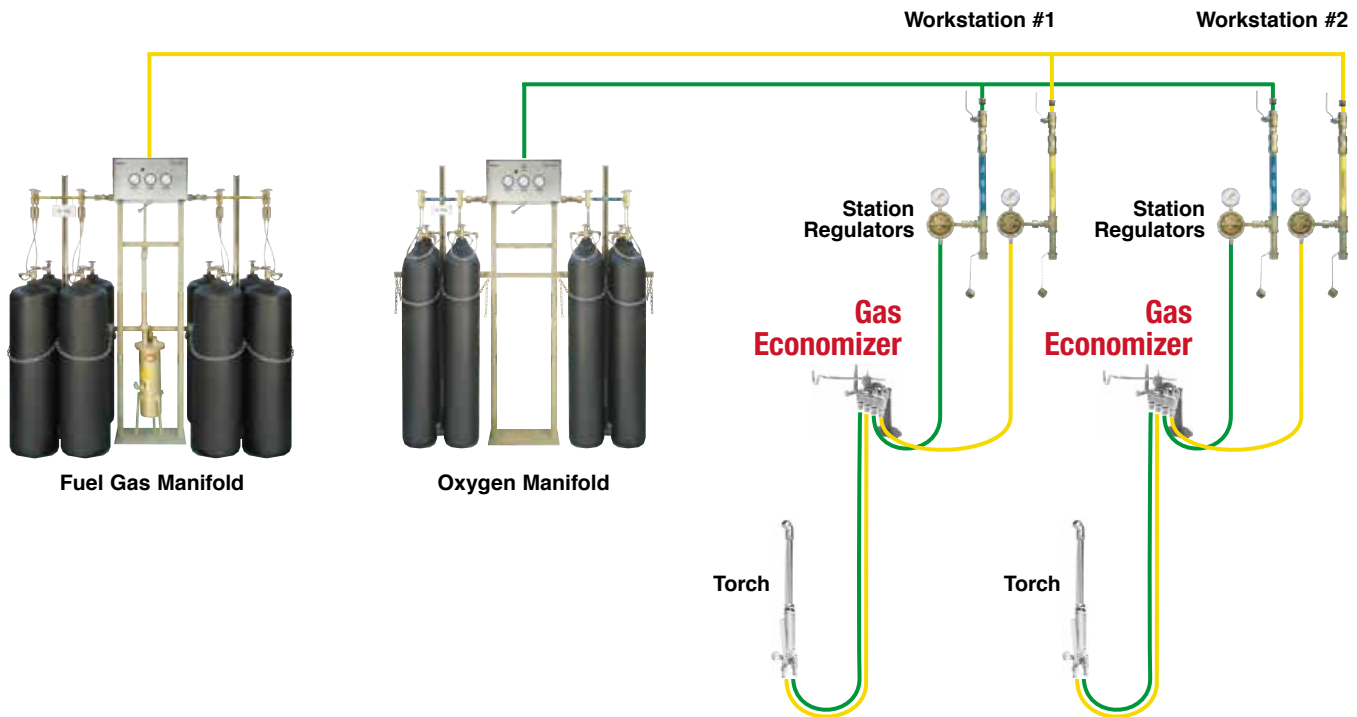 Workstation #1
Workstation #2
Station
Regulators
Station
Regulators
Gas
Economizer
Gas
Economizer
Fuel Gas Manifold
Oxygen Manifold
Torch
Torch